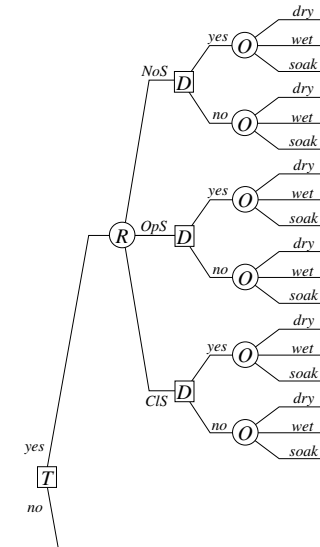 dry
yes O wet
soak
NoS D dry
no O wet
soak
dry
yes O wet
soak
R OpS D dry
no O wet
soak
dry
yes O wet
soak
ClS D dry
no O wet
soak
yes
T
no